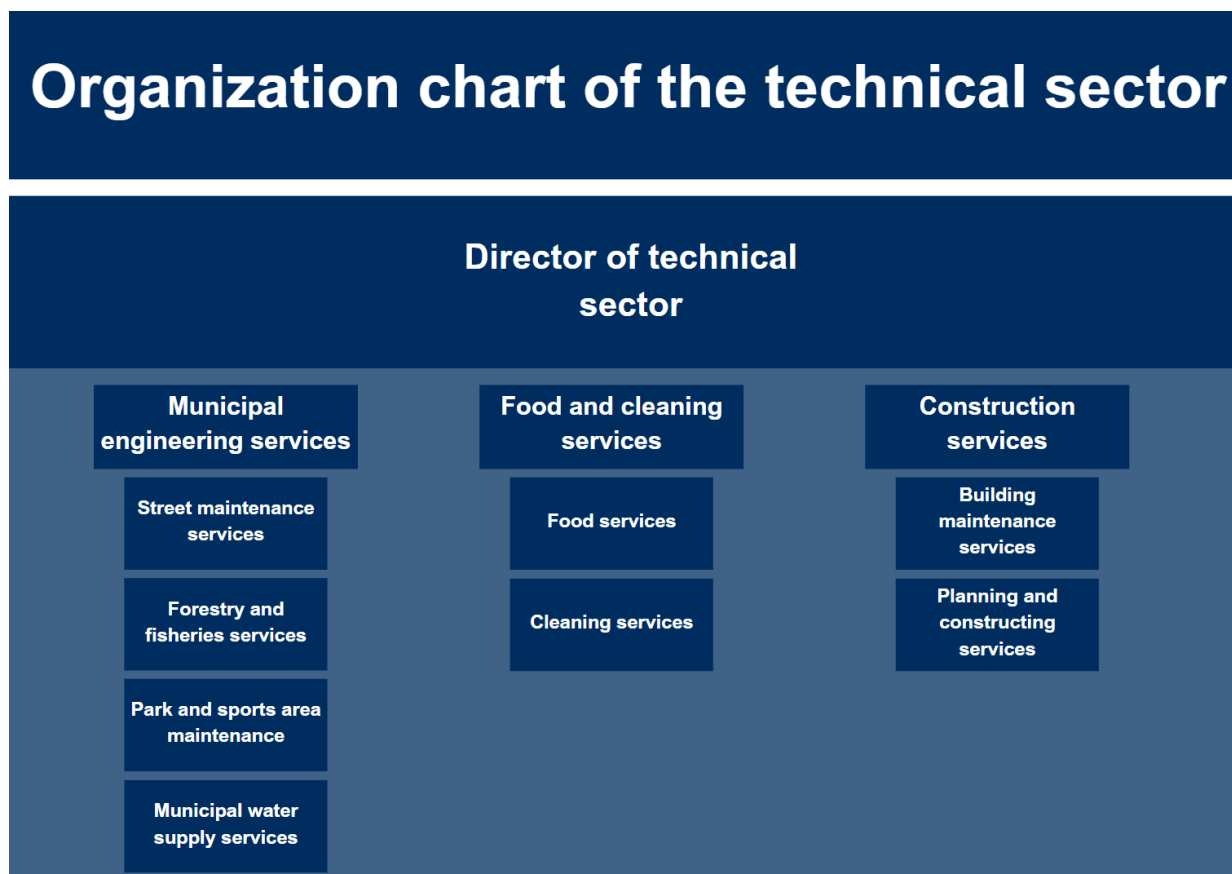 Organization chart of the technical sector
Director of technical
sector
Municipal
engineering services
Street maintenance
services
Forestry and
fisheries services
Park and sports area
maintenance
Municipal water
supply services
Food and cleaning
services
Food services
Cleaning services
Construction
services
Building
maintenance
services
Planning and
constructing
services